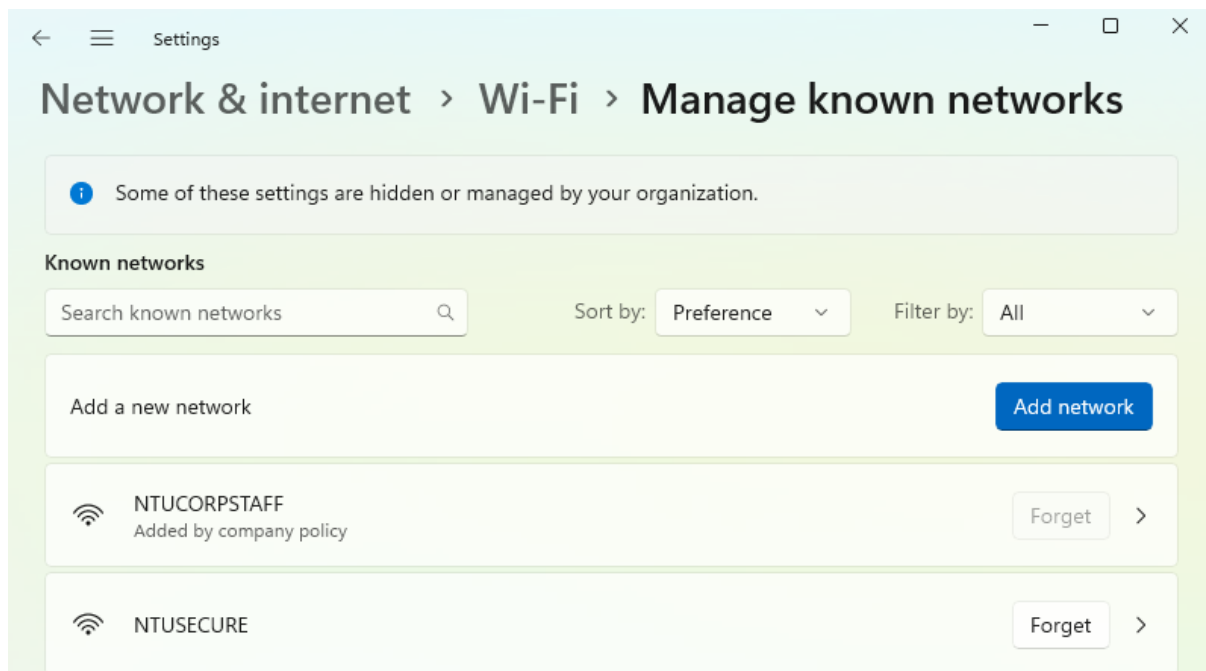 Settings
Network & internet > Wi-Fi > Manage known networks
Some of these settings are hidden or managed by your organization.
Known networks
Search known networks Sort by: Preference Filter by: All
Add a new network Add network
NTUCORPSTAFF
Added by company policy
Forget
NTUSECURE Forget